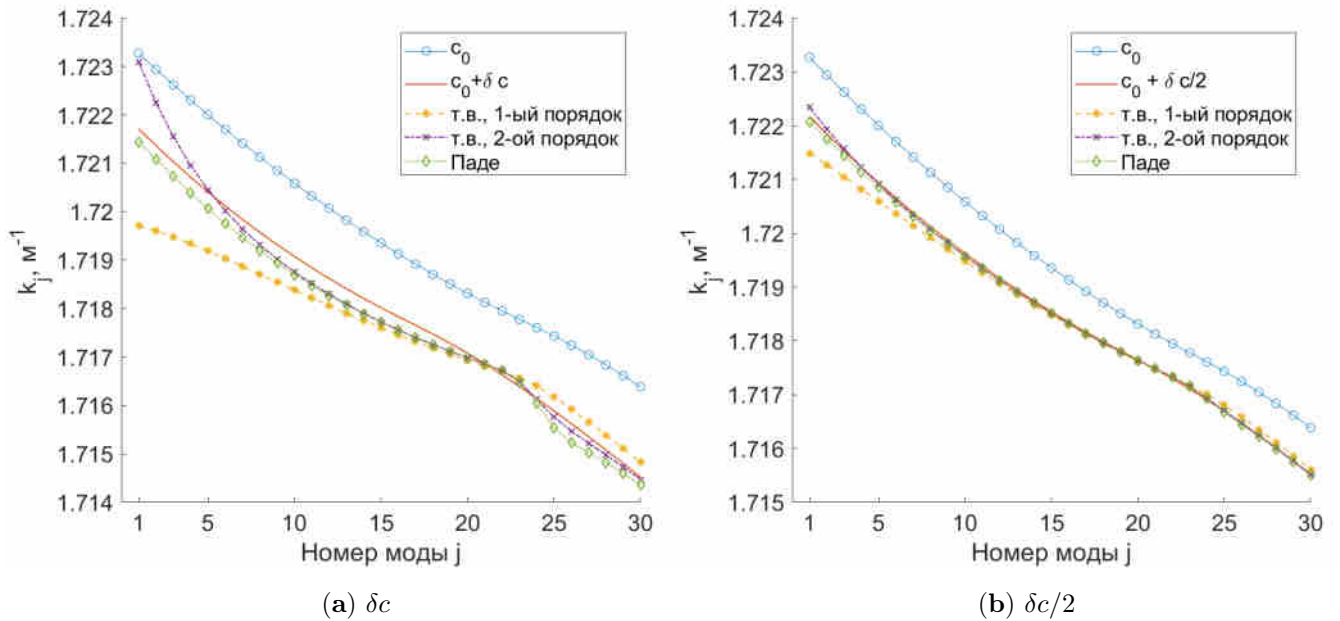 1.724
1.723
1.722
1.721
1.72
1.719
1.718
1.717
1.716
1.715
1.714
k_j, м^-1
1 5 10 15 20 25 30
Номер моды j
c_0
c_0+δ c
т.в., 1-ый порядок
т.в., 2-ой порядок
Паде
(a) δc
1.724
1.723
1.722
1.721
1.72
1.719
1.718
1.717
1.716
1.715
k_j, м^-1
1 5 10 15 20 25 30
Номер моды j
c_0
c_0 + δ c/2
т.в., 1-ый порядок
т.в., 2-ой порядок
Паде
(b) δc/2